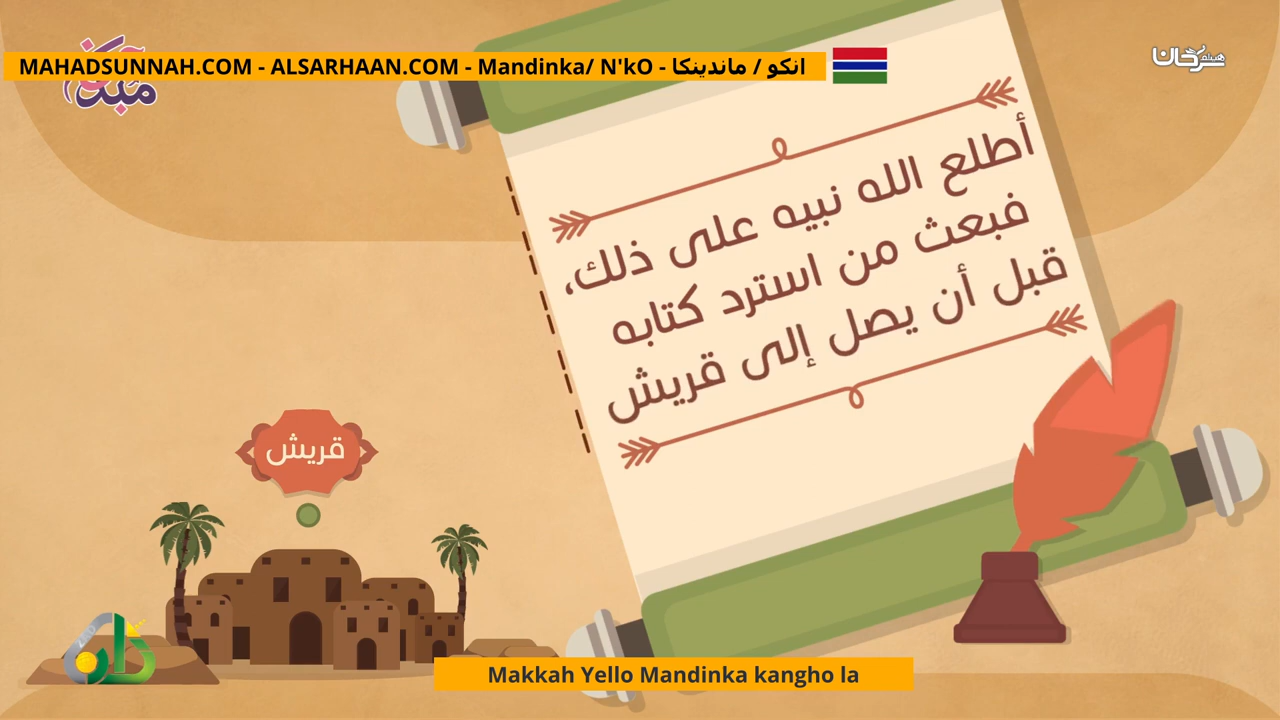 MAHADSUNNAH.COM - ALSARHAAN.COM - Mandinka/ N'kO - انكو / ماندينكا
أطلع الله نبيه على ذلك،
فبعث من استرد كتابه
قبل أن يصل إلى قريش
قريش
Makkah Yello Mandinka kangho la